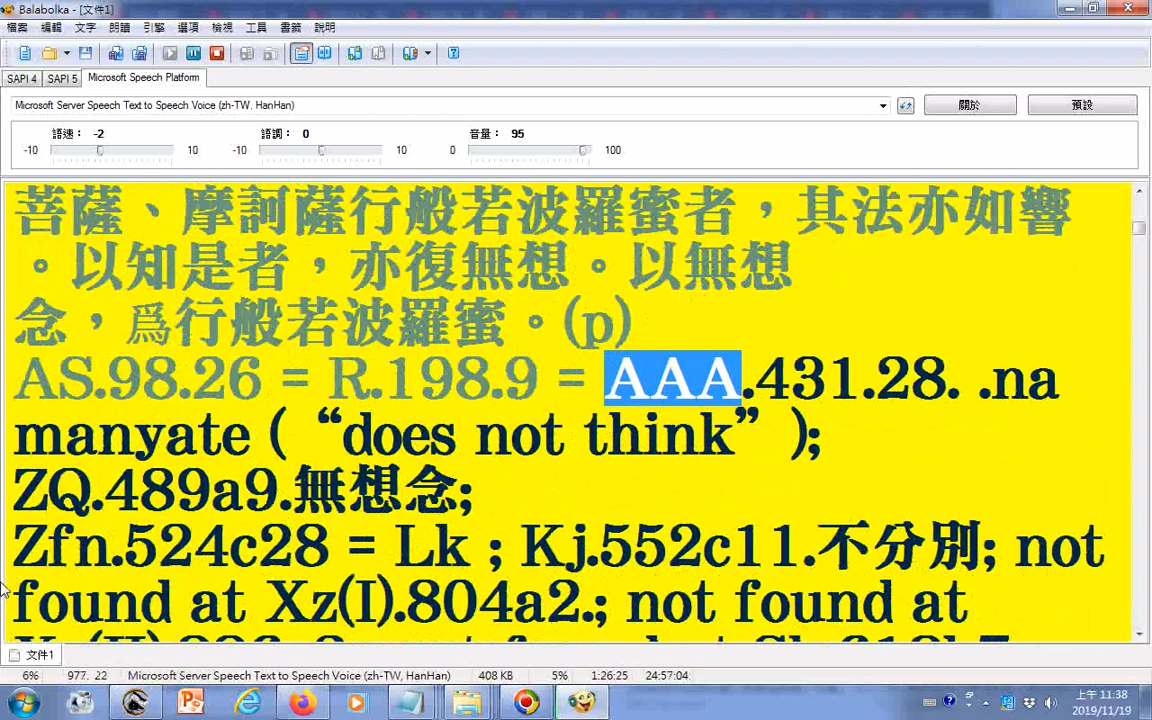 Balabolka - [文件1]
檔案 編輯 文字 朗讀 引擎 選項 檢視 工具 書籤 說明
SAPI 4 SAPI 5 Microsoft Speech Platform
Microsoft Server Speech Text to Speech Voice (zh-TW, HanHan) 關於 預設
語速： -2 語調： 0 音量： 95
-10 10 -10 10 0 100
菩薩、摩訶薩行般若波羅蜜者，其法亦如響
。以知是者，亦復無想。以無想
念，爲行般若波羅蜜。(p)
AS.98.26 = R.198.9 = AAA.431.28. .na
manyate (“does not think”);
ZQ.489a9.無想念;
Zfn.524c28 = Lk ; Kj.552c11.不分別; not
found at Xz(I).804a2.; not found at
文件1
6% 977. 22 Microsoft Server Speech Text to Speech Voice (zh-TW, HanHan) 408 KB 5% 1:26:25 24:57:04
上午 11:38
2019/11/19